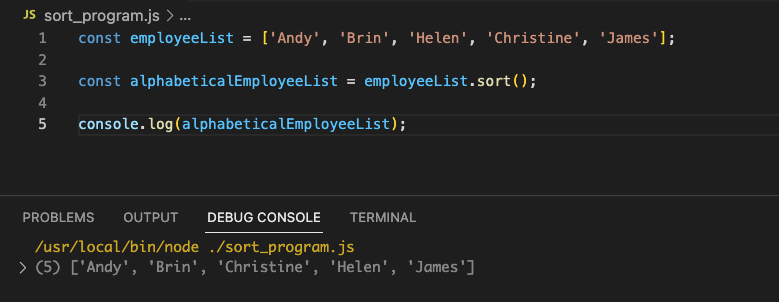 JS sort_program.js > ...
1 const employeeList = ['Andy', 'Brin', 'Helen', 'Christine', 'James'];
2
3 const alphabeticalEmployeeList = employeeList.sort();
4
5 console.log(alphabeticalEmployeeList);
PROBLEMS OUTPUT DEBUG CONSOLE TERMINAL
/usr/local/bin/node ./sort_program.js
> (5) ['Andy', 'Brin', 'Christine', 'Helen', 'James']